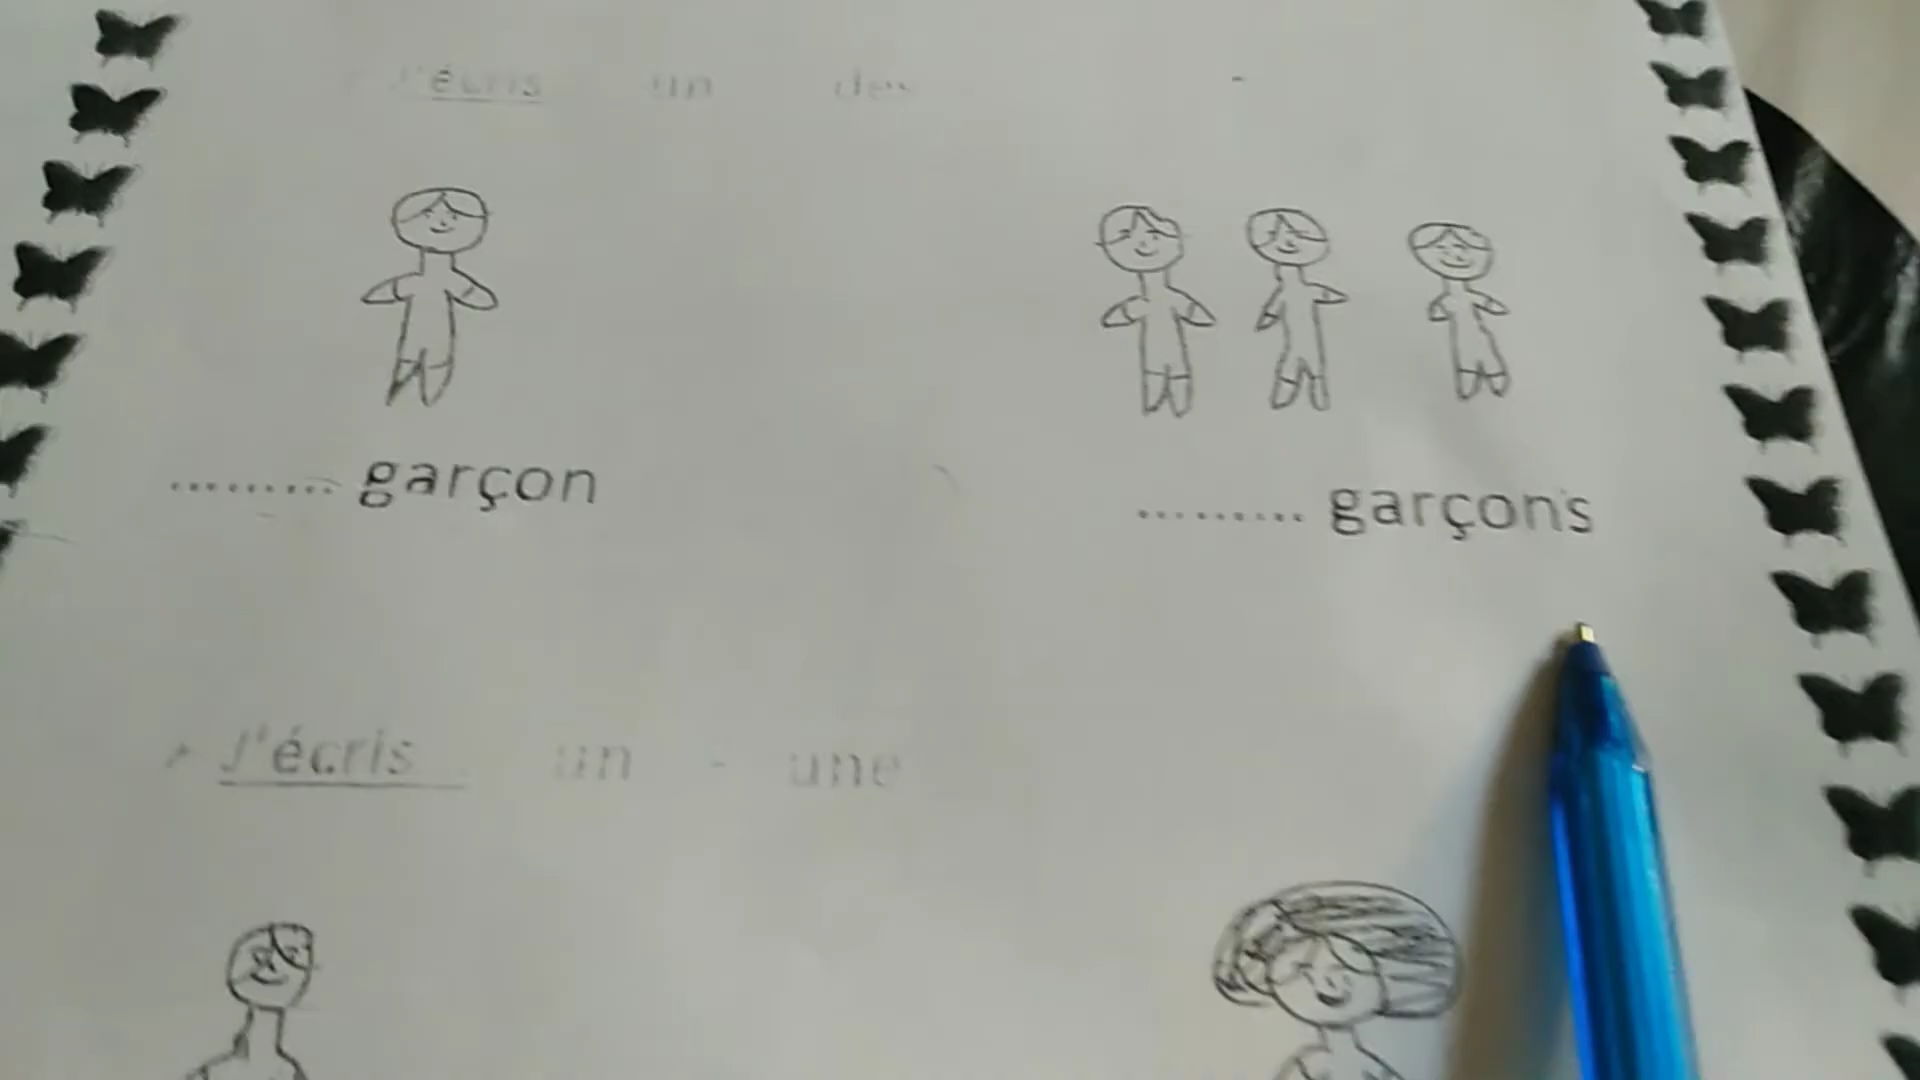 J'écris un des -
......... garçon
......... garçons
J'écris un - une